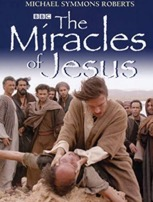 MICHAEL SYMMONS ROBERTS
BBC
The
Miracles
of Jesus